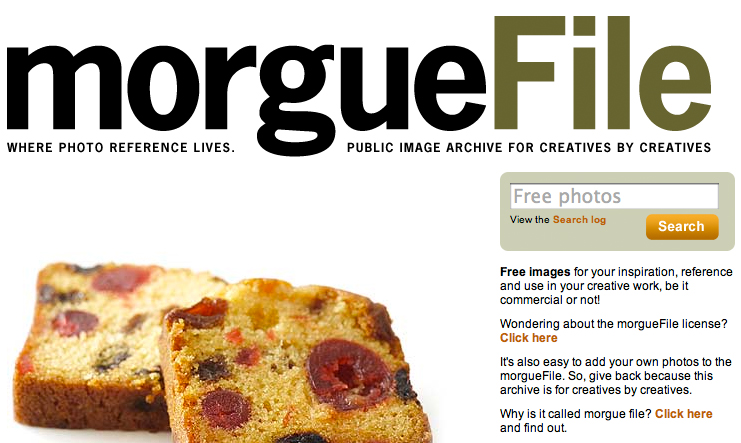 morgueFile
WHERE PHOTO REFERENCE LIVES.
PUBLIC IMAGE ARCHIVE FOR CREATIVES BY CREATIVES
Free photos
View the Search log
Search
Free images for your inspiration, reference
and use in your creative work, be it
commercial or not!
Wondering about the morgueFile license?
Click here
It's also easy to add your own photos to the
morgueFile. So, give back because this
archive is for creatives by creatives.
Why is it called morgue file? Click here
and find out.